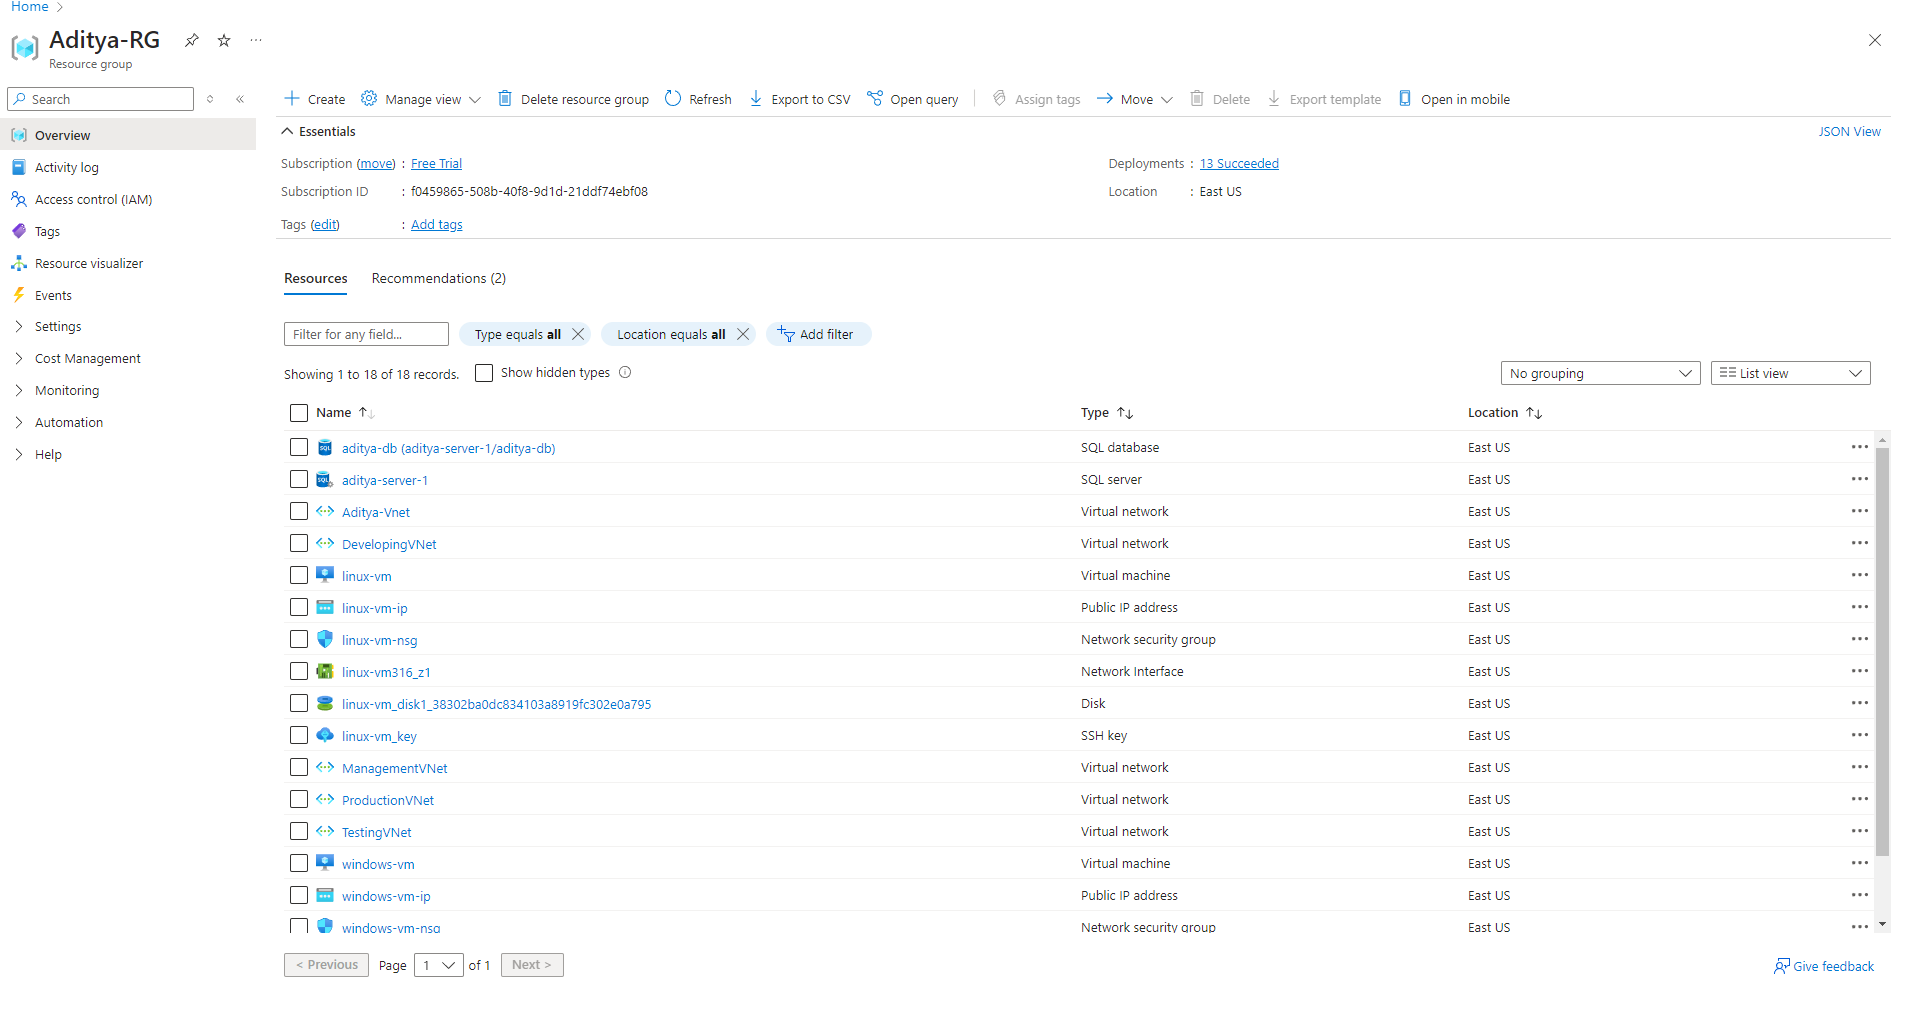 Home
Aditya-RG
Resource group
Search
Overview
Activity log
Access control (IAM)
Tags
Resource visualizer
Events
Settings
Cost Management
Monitoring
Automation
Help
Create Manage view Delete resource group Refresh Export to CSV Open query Assign tags Move Delete Export template Open in mobile
Essentials JSON View
Subscription (move) : Free Trial Deployments : 13 Succeeded
Subscription ID : f0459865-508b-40f8-9d1d-21ddf74ebf08 Location : East US
Tags (edit) : Add tags
Resources Recommendations (2)
Filter for any field... Type equals all Location equals all Add filter
Showing 1 to 18 of 18 records. Show hidden types No grouping List view
Name Type Location
aditya-db (aditya-server-1/aditya-db) SQL database East US
aditya-server-1 SQL server East US
Aditya-Vnet Virtual network East US
DevelopingVNet Virtual network East US
linux-vm Virtual machine East US
linux-vm-ip Public IP address East US
linux-vm-nsg Network security group East US
linux-vm316_z1 Network Interface East US
linux-vm_disk1_38302ba0dc834103a8919fc302e0a795 Disk East US
linux-vm_key SSH key East US
ManagementVNet Virtual network East US
ProductionVNet Virtual network East US
TestingVNet Virtual network East US
windows-vm Virtual machine East US
windows-vm-ip Public IP address East US
windows-vm-nsg Network security group East US
< Previous Page 1 of 1 Next >
Give feedback